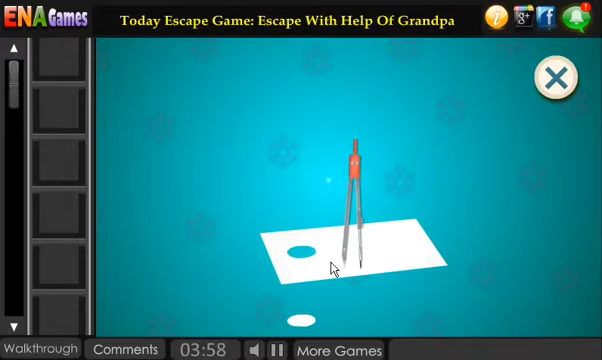 ENA Games
Today Escape Game: Escape With Help Of Grandpa
i
g+
f
!
Walkthrough
Comments
03:58
More Games